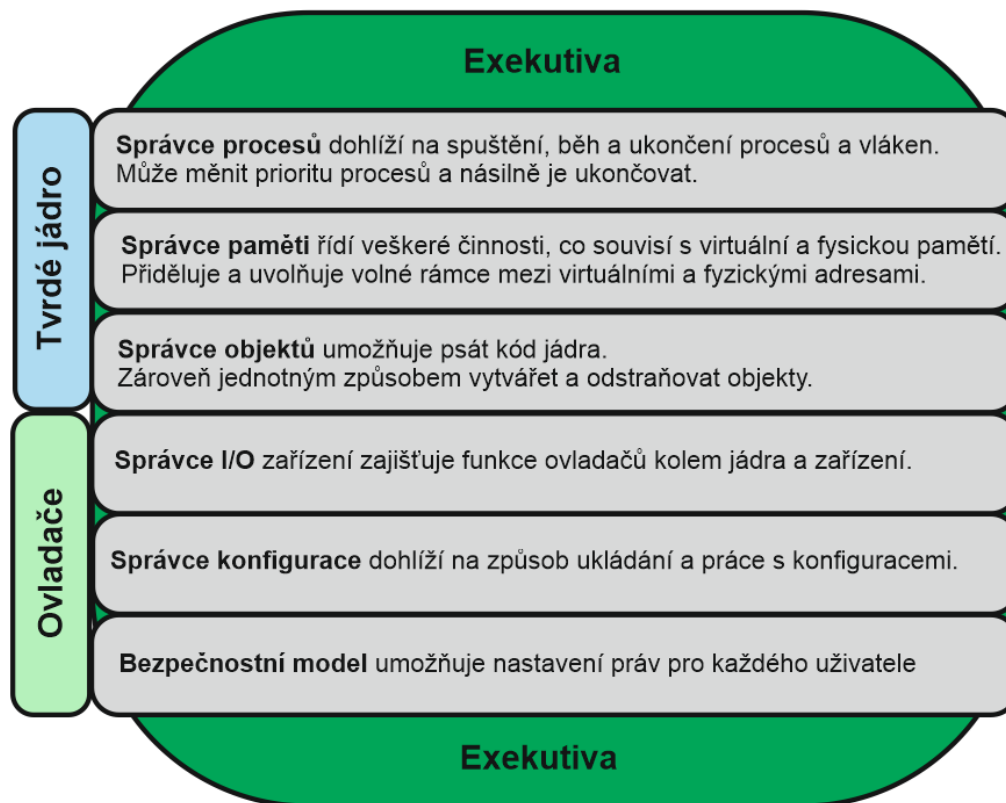 Exekutiva
Tvrdé jádro
Správce procesů dohlíží na spuštění, běh a ukončení procesů a vláken.
Může měnit prioritu procesů a násilně je ukončovat.
Správce paměti řídí veškeré činnosti, co souvisí s virtuální a fysickou pamětí.
Přiděluje a uvolňuje volné rámce mezi virtuálními a fyzickými adresami.
Správce objektů umožňuje psát kód jádra.
Zároveň jednotným způsobem vytvářet a odstraňovat objekty.
Ovladače
Správce I/O zařízení zajišťuje funkce ovladačů kolem jádra a zařízení.
Správce konfigurace dohlíží na způsob ukládání a práce s konfiguracemi.
Bezpečnostní model umožňuje nastavení práv pro každého uživatele
Exekutiva